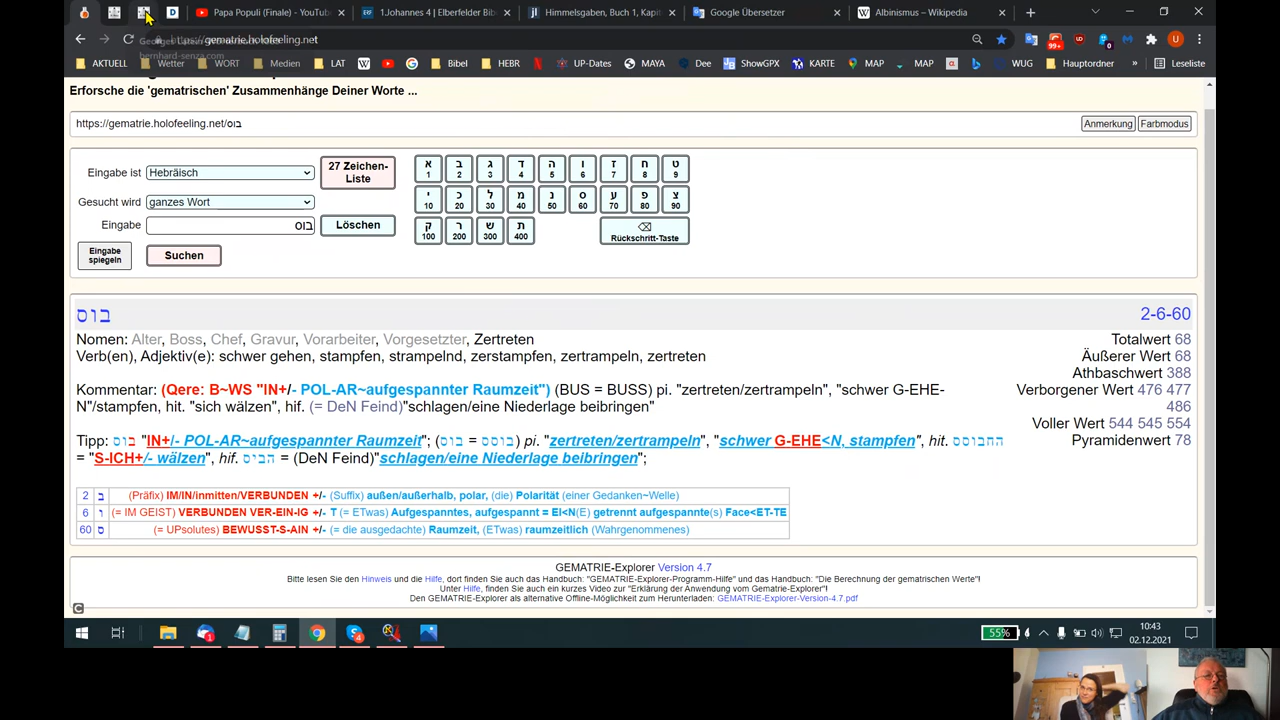 Papa Populi (Finale) - YouTub
1.Johannes 4 | Elberfelder Bib
Himmelsgaben, Buch 1, Kapit
Google Übersetzer
Albinismus – Wikipedia
https://gematrie.holofeeling.net
bernhard-senza.com
AKTUELL Wetter WORT Medien LAT Bibel HEBR UP-Dates MAYA Dee ShowGPX KARTE MAP MAP WUG Hauptordner » Leseliste
Erforsche die 'gematrischen' Zusammenhänge Deiner Worte ...
https://gematrie.holofeeling.net/בוס Anmerkung Farbmodus
Eingabe ist Hebräisch
27 Zeichen-Liste
Gesucht wird ganzes Wort
Eingabe בוס Löschen
Eingabe spiegeln Suchen
א ב ג ד ה ו ז ח ט
1 2 3 4 5 6 7 8 9
י כ ל מ נ ס ע פ צ
10 20 30 40 50 60 70 80 90
ק ר ש ת
100 200 300 400
⌫ Rückschritt-Taste
בוס 2-6-60
Nomen: Alter, Boss, Chef, Gravur, Vorarbeiter, Vorgesetzter, Zertreten
Verb(en), Adjektiv(e): schwer gehen, stampfen, strampelnd, zerstampfen, zertrampeln, zertreten
Totalwert 68
Äußerer Wert 68
Athbaschwert 388
Verborgener Wert 476 477
486
Voller Wert 544 545 554
Pyramidenwert 78
Kommentar: (Qere: B~WS "IN+/- POL-AR~aufgespannter Raumzeit") (BUS = BUSS) pi. "zertreten/zertrampeln", "schwer G-EHE-
N"/stampfen, hit. "sich wälzen", hif. (= DeN Feind)"schlagen/eine Niederlage beibringen"
Tipp: בוס "IN+/- POL-AR~aufgespannter Raumzeit"; (בוס = בוסס) pi. "zertreten/zertrampeln", "schwer G-EHE<N, stampfen", hit. החבוסס
= "S-ICH+/- wälzen", hif. הביס = (DeN Feind)"schlagen/eine Niederlage beibringen";
2 ב (Präfix) IM/IN/inmitten/VERBUNDEN +/- (Suffix) außen/außerhalb, polar, (die) Polarität (einer Gedanken~Welle)
6 ו (= IM GEIST) VERBUNDEN VER-EIN-IG +/- T (= ETwas) Aufgespanntes, aufgespannt = EI<N(E) getrennt aufgespannte(s) Face<ET-TE
60 ס (= UPsolutes) BEWUSST-S-AIN +/- (= die ausgedachte) Raumzeit, (ETwas) raumzeitlich (Wahrgenommenes)
GEMATRIE-Explorer Version 4.7
Bitte lesen Sie den Hinweis und die Hilfe, dort finden Sie auch das Handbuch: "GEMATRIE-Explorer-Programm-Hilfe" und das Handbuch: "Die Berechnung der gematrischen Werte"!
Unter Hilfe, finden Sie auch ein kurzes Video zur "Erklärung der Anwendung vom Gematrie-Explorer"!
Den GEMATRIE-Explorer als alternative Offline-Möglichkeit zum Herunterladen: GEMATRIE-Explorer-Version-4.7.pdf
55%
10:43
02.12.2021